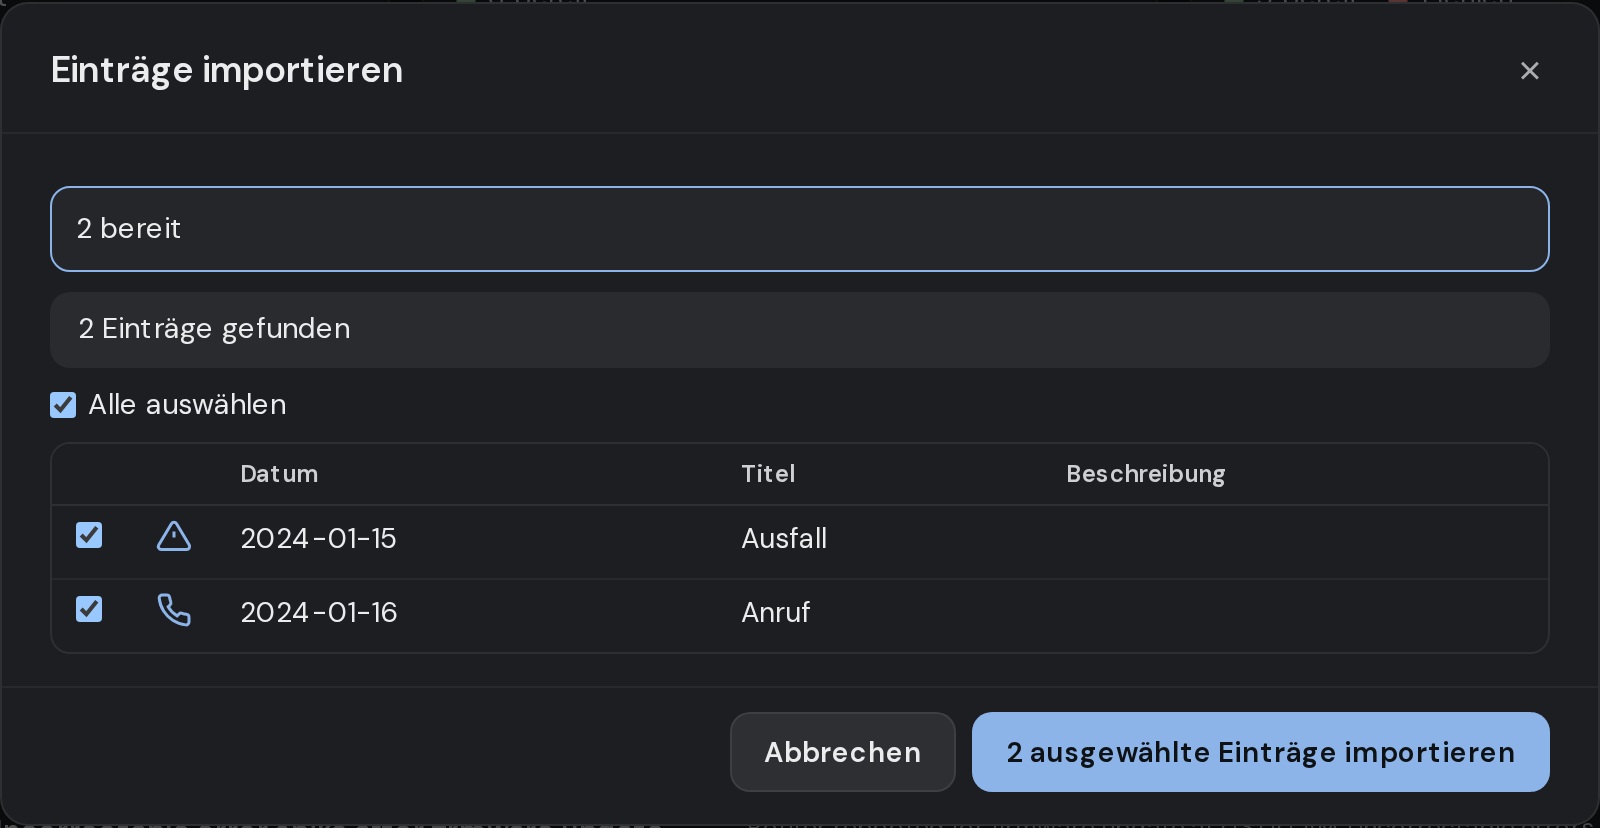 Einträge importieren
2 bereit
2 Einträge gefunden
Alle auswählen
Datum Titel Beschreibung
2024-01-15 Ausfall
2024-01-16 Anruf
Abbrechen 2 ausgewählte Einträge importieren